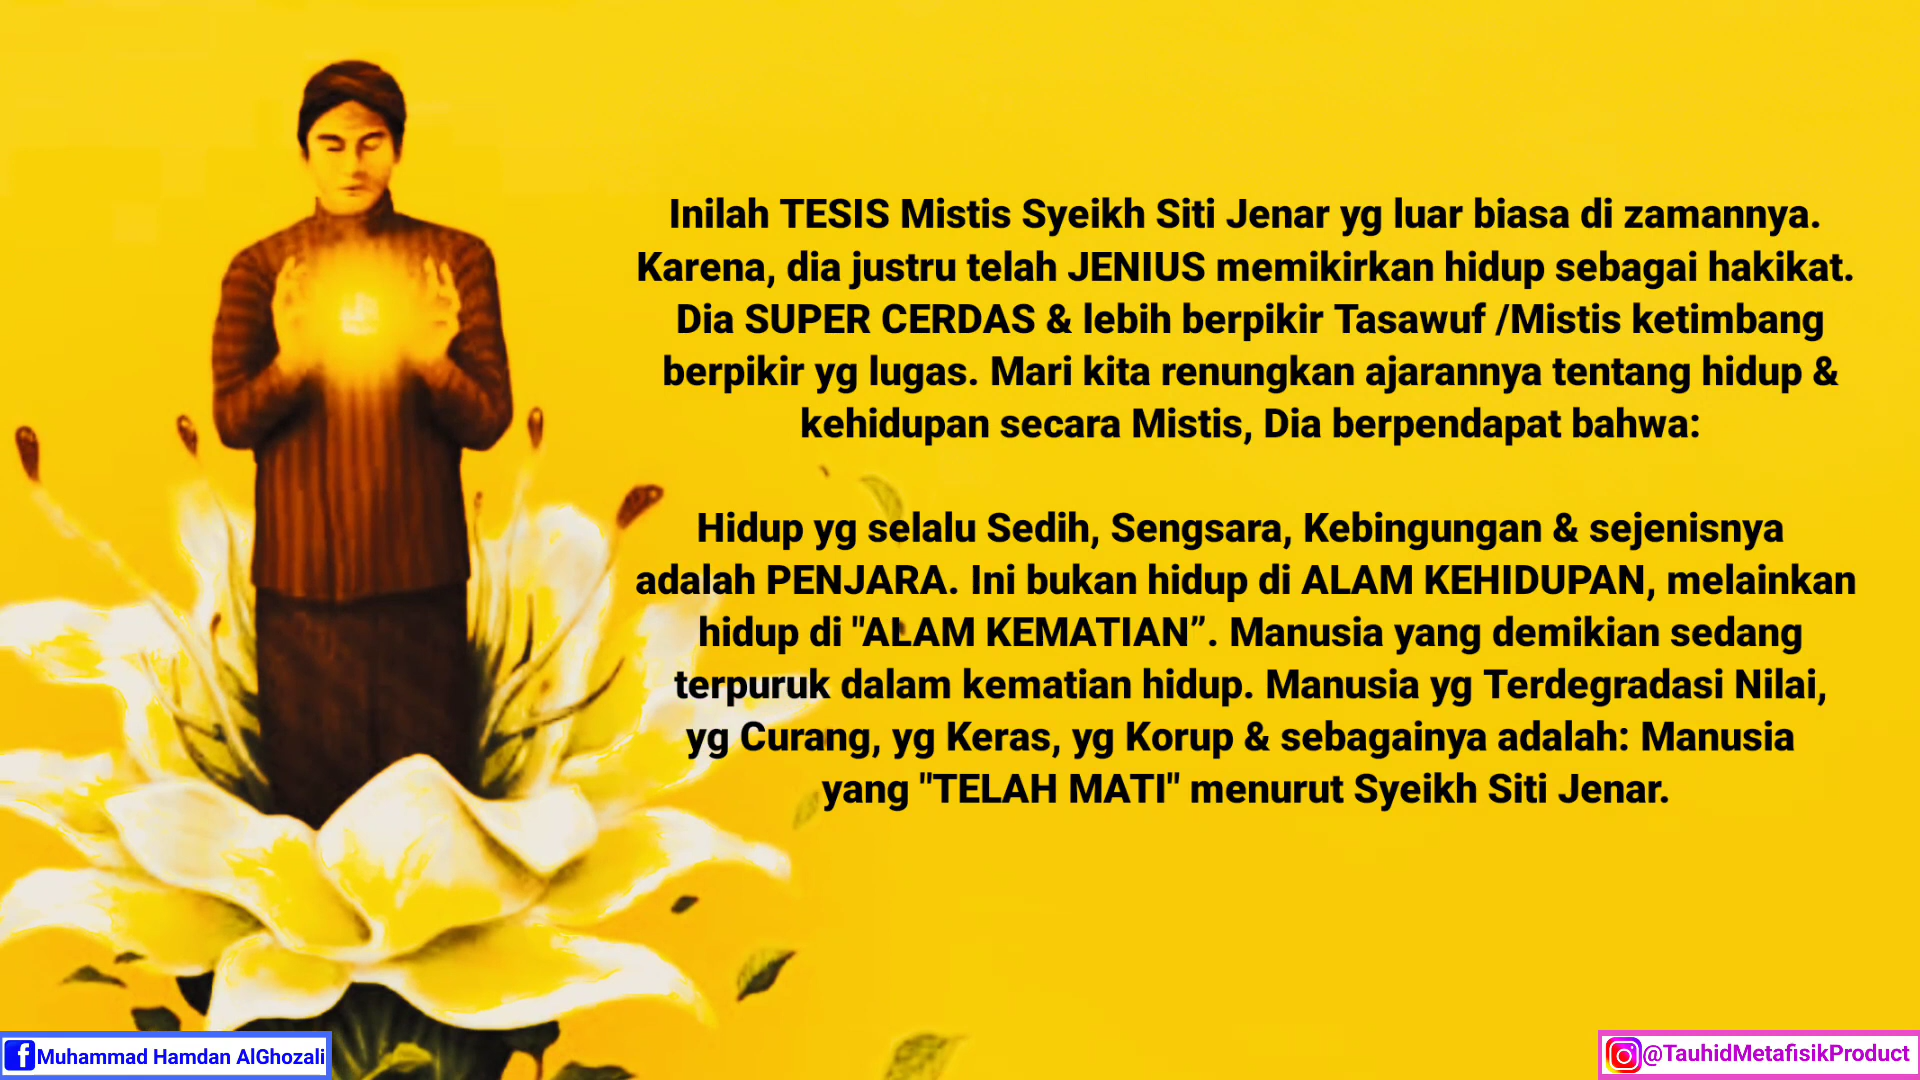 Inilah TESIS Mistis Syeikh Siti Jenar yg luar biasa di zamannya.
Karena, dia justru telah JENIUS memikirkan hidup sebagai hakikat.
Dia SUPER CERDAS & lebih berpikir Tasawuf /Mistis ketimbang
berpikir yg lugas. Mari kita renungkan ajarannya tentang hidup &
kehidupan secara Mistis, Dia berpendapat bahwa:
Hidup yg selalu Sedih, Sengsara, Kebingungan & sejenisnya
adalah PENJARA. Ini bukan hidup di ALAM KEHIDUPAN, melainkan
hidup di "ALAM KEMATIAN”. Manusia yang demikian sedang
terpuruk dalam kematian hidup. Manusia yg Terdegradasi Nilai,
yg Curang, yg Keras, yg Korup & sebagainya adalah: Manusia
yang "TELAH MATI" menurut Syeikh Siti Jenar.
Muhammad Hamdan AlGhozali
@TauhidMetafisikProduct